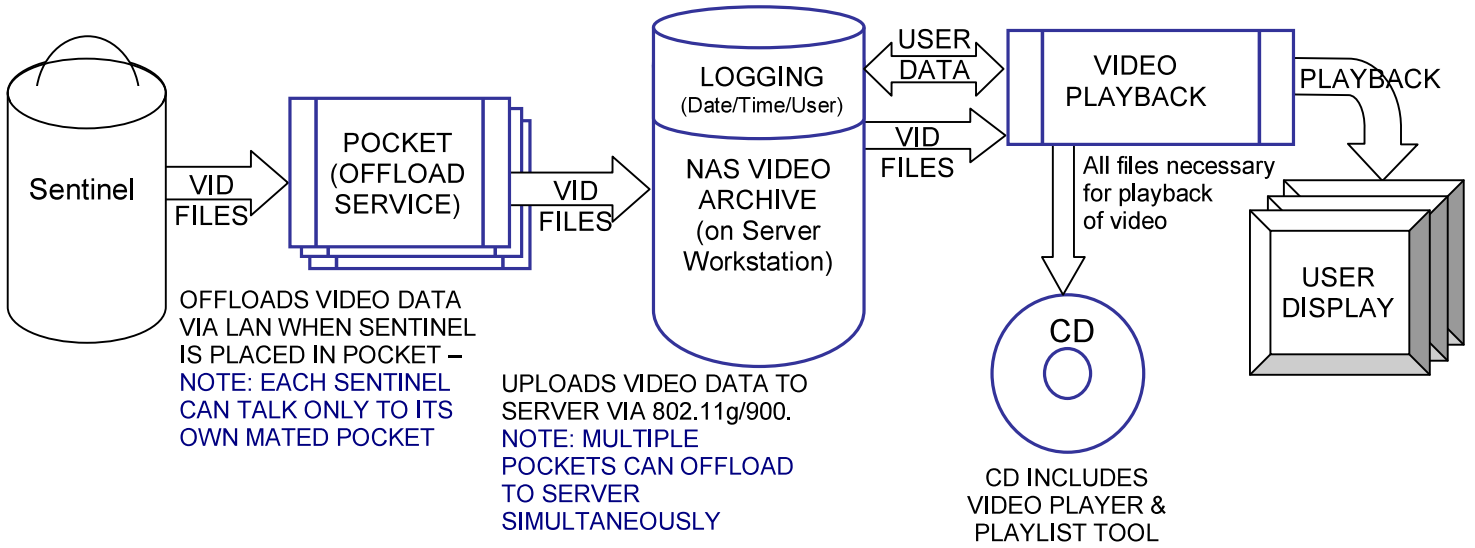 Sentinel
VID
FILES
POCKET
(OFFLOAD
SERVICE)
OFFLOADS VIDEO DATA
VIA LAN WHEN SENTINEL
IS PLACED IN POCKET –
NOTE: EACH SENTINEL
CAN TALK ONLY TO ITS
OWN MATED POCKET
VID
FILES
UPLOADS VIDEO DATA TO
SERVER VIA 802.11g/900.
NOTE: MULTIPLE
POCKETS CAN OFFLOAD
TO SERVER
SIMULTANEOUSLY
LOGGING
(Date/Time/User)
NAS VIDEO
ARCHIVE
(on Server
Workstation)
USER
DATA
VID
FILES
VIDEO
PLAYBACK
All files necessary
for playback
of video
CD
CD INCLUDES
VIDEO PLAYER &
PLAYLIST TOOL
PLAYBACK
USER
DISPLAY